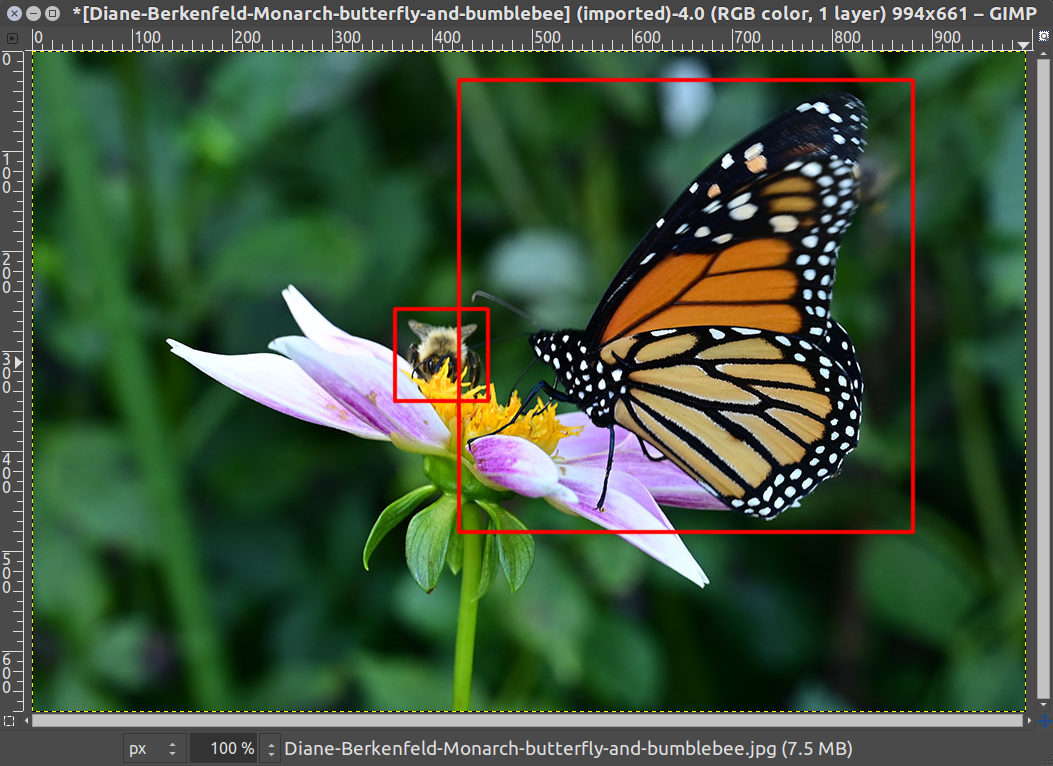 *[Diane-Berkenfeld-Monarch-butterfly-and-bumblebee] (imported)-4.0 (RGB color, 1 layer) 994x661 – GIMP
0 100 200 300 400 500 600 700 800 900
0
100
200
300
400
500
600
px 100 % Diane-Berkenfeld-Monarch-butterfly-and-bumblebee.jpg (7.5 MB)